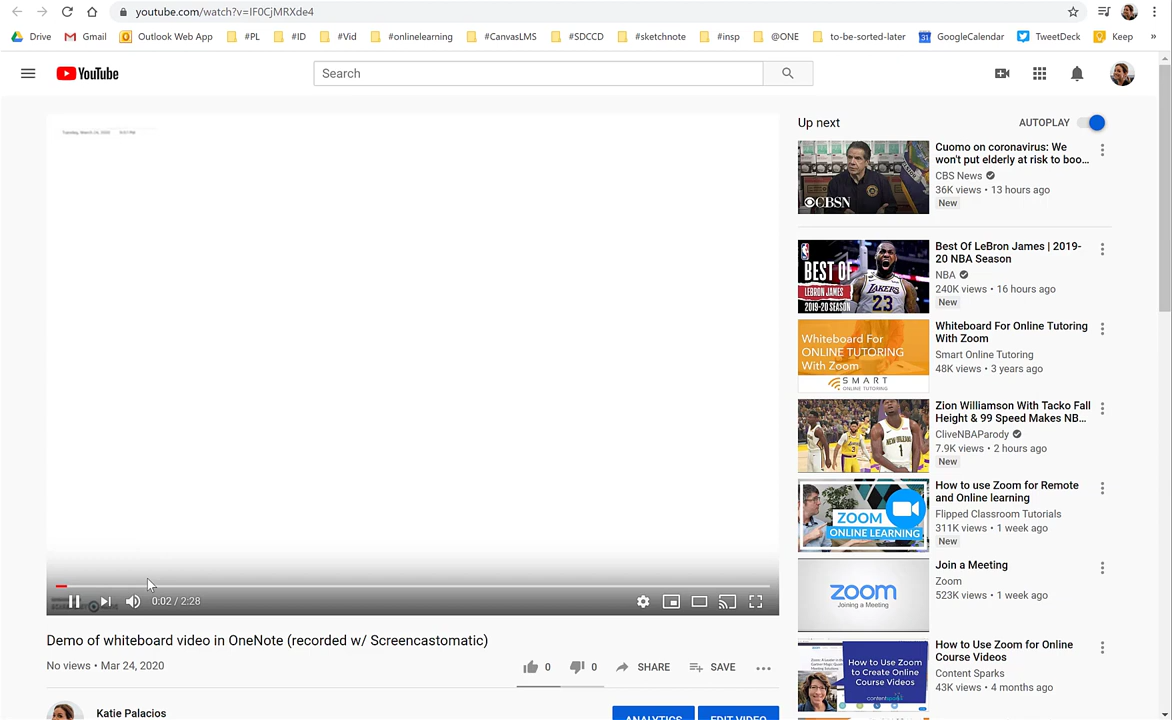 youtube.com/watch?v=IF0CjMRXde4
Drive Gmail Outlook Web App #PL #ID #Vid #onlinelearning #CanvasLMS #SDCCD #sketchnote #insp @ONE to-be-sorted-later GoogleCalendar TweetDeck Keep »
YouTube
Search
Tuesday, March 24, 2020
0:02 / 2:28
Demo of whiteboard video in OneNote (recorded w/ Screencastomatic)
No views • Mar 24, 2020
0 0 SHARE SAVE
Katie Palacios
ANALYTICS EDIT VIDEO
Up next AUTOPLAY
CBSN
Cuomo on coronavirus: We
won't put elderly at risk to boo...
CBS News
36K views • 13 hours ago
New
BEST OF
LEBRON JAMES
2019-20 SEASON
LAKERS
23
Best Of LeBron James | 2019-
20 NBA Season
NBA
240K views • 16 hours ago
New
Whiteboard For
ONLINE TUTORING
With Zoom
SMART
ONLINE TUTORING
Whiteboard For Online Tutoring
With Zoom
Smart Online Tutoring
48K views • 3 years ago
Zion Williamson With Tacko Fall
Height & 99 Speed Makes NB...
CliveNBAParody
7.9K views • 2 hours ago
New
ZOOM
ONLINE LEARNING
How to use Zoom for Remote
and Online learning
Flipped Classroom Tutorials
311K views • 1 week ago
New
zoom
Joining a Meeting
Join a Meeting
Zoom
523K views • 1 week ago
How to Use Zoom
to Create Online
Course Videos
contentsparks
How to Use Zoom for Online
Course Videos
Content Sparks
43K views • 4 months ago